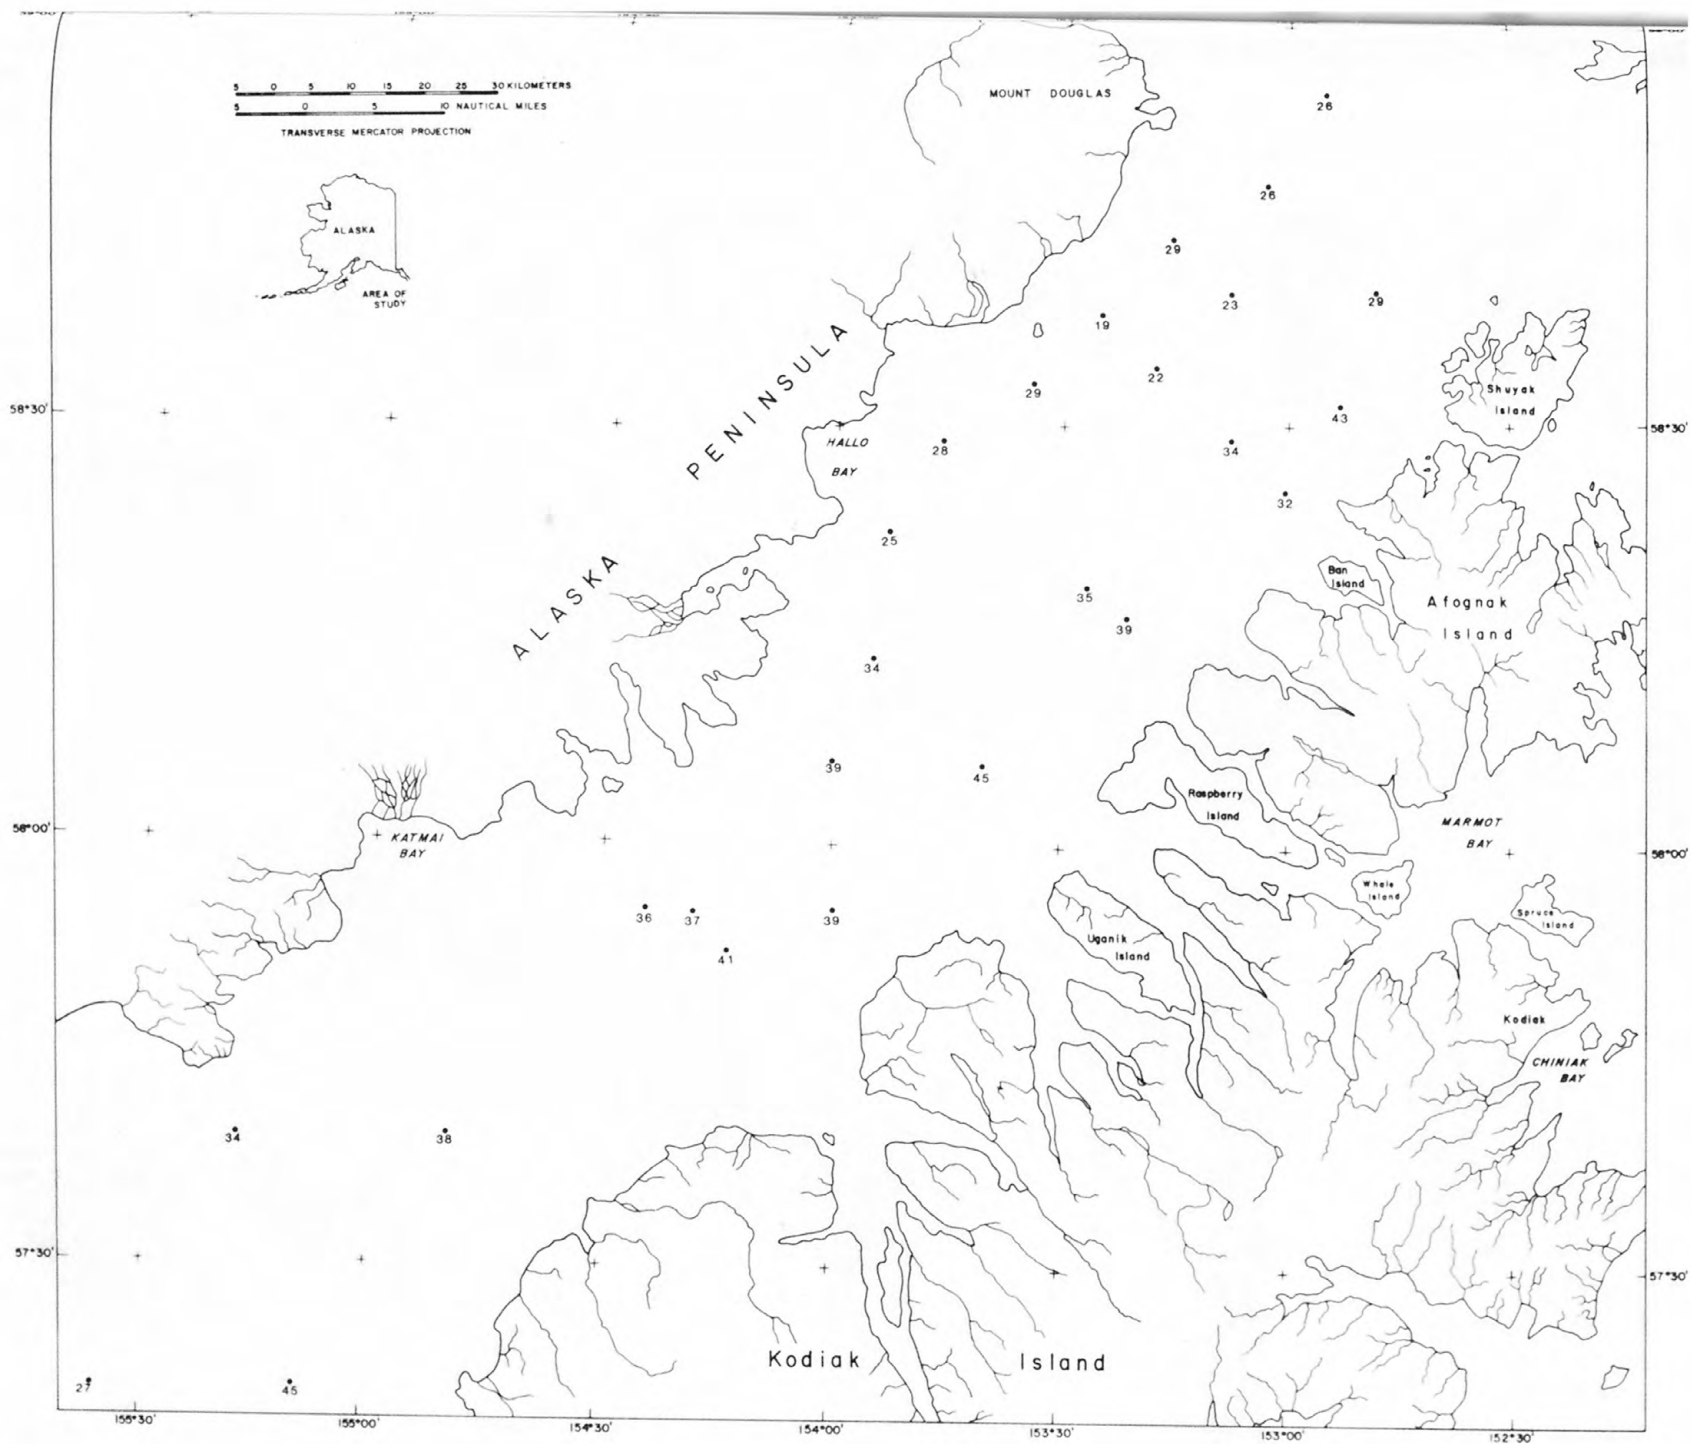 5 0 5 10 15 20 25 30 KILOMETERS
5 0 5 10 NAUTICAL MILES
TRANSVERSE MERCATOR PROJECTION
ALASKA
AREA OF
STUDY
MOUNT DOUGLAS
26
26
29
23
29
19
22
29
43
28
34
32
25
35
39
34
39
45
36
37
39
41
34
38
27
45
ALASKA PENINSULA
HALLO
BAY
Shuyak
Island
Ban
Island
Afognak
Island
Raspberry
Island
MARMOT
BAY
KATMAI
BAY
Whale
Island
Spruce
Island
Uganik
Island
Kodiak
CHINIAK
BAY
Kodiak Island
58°30'
58°30'
58°00'
58°00'
57°30'
57°30'
155°30' 155°00' 154°30' 154°00' 153°30' 153°00' 152°30'